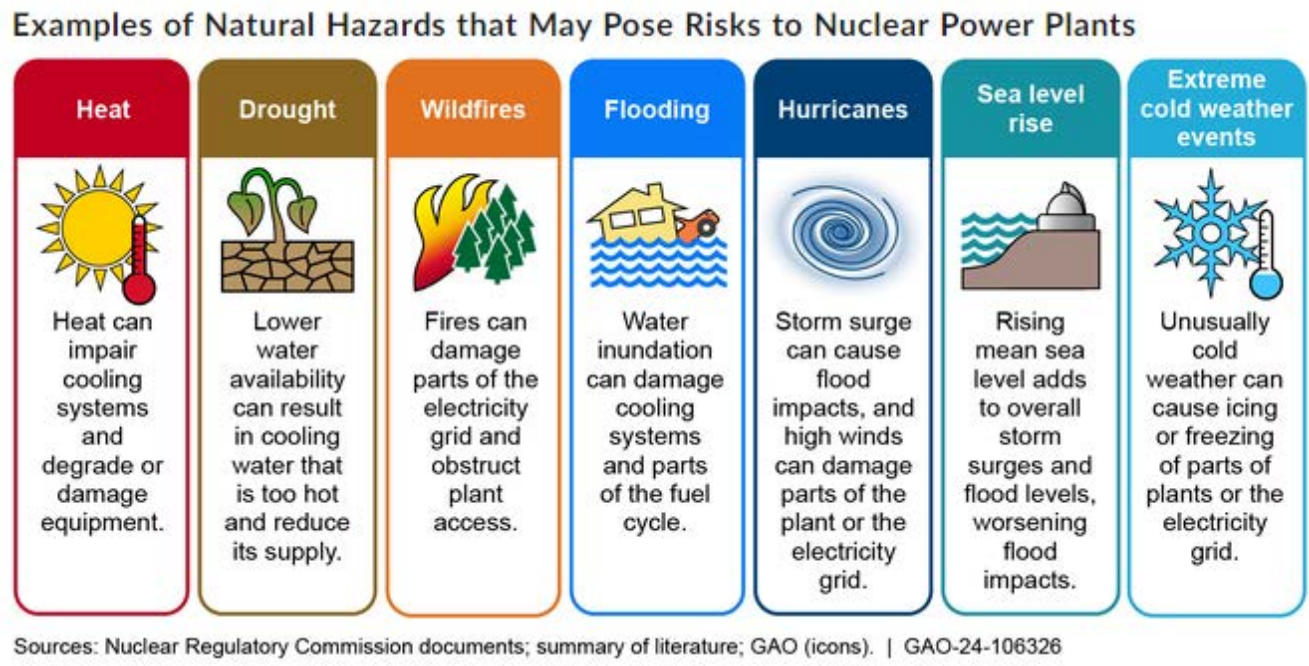 Examples of Natural Hazards that May Pose Risks to Nuclear Power Plants
Heat
Heat can
impair
cooling
systems
and
degrade or
damage
equipment.
Drought
Lower
water
availability
can result
in cooling
water that
is too hot
and reduce
its supply.
Wildfires
Fires can
damage
parts of the
electricity
grid and
obstruct
plant
access.
Flooding
Water
inundation
can damage
cooling
systems
and parts
of the fuel
cycle.
Hurricanes
Storm surge
can cause
flood
impacts, and
high winds
can damage
parts of the
plant or the
electricity
grid.
Sea level
rise
Rising
mean sea
level adds
to overall
storm
surges and
flood levels,
worsening
flood
impacts.
Extreme
cold weather
events
Unusually
cold
weather can
cause icing
or freezing
of parts of
plants or the
electricity
grid.
Sources: Nuclear Regulatory Commission documents; summary of literature; GAO (icons). | GAO-24-106326